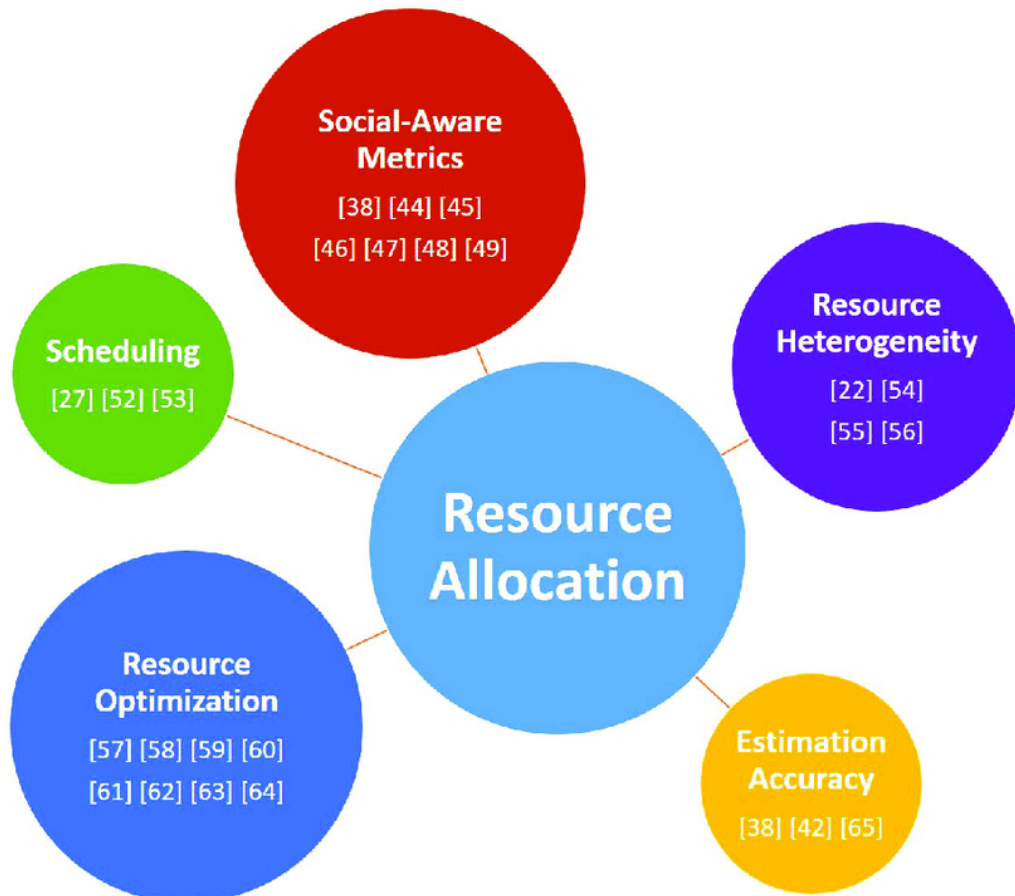 Social-Aware
Metrics
[38] [44] [45]
[46] [47] [48] [49]
Resource
Heterogeneity
[22] [54]
[55] [56]
Scheduling
[27] [52] [53]
Resource
Allocation
Resource
Optimization
[57] [58] [59] [60]
[61] [62] [63] [64]
Estimation
Accuracy
[38] [42] [65]